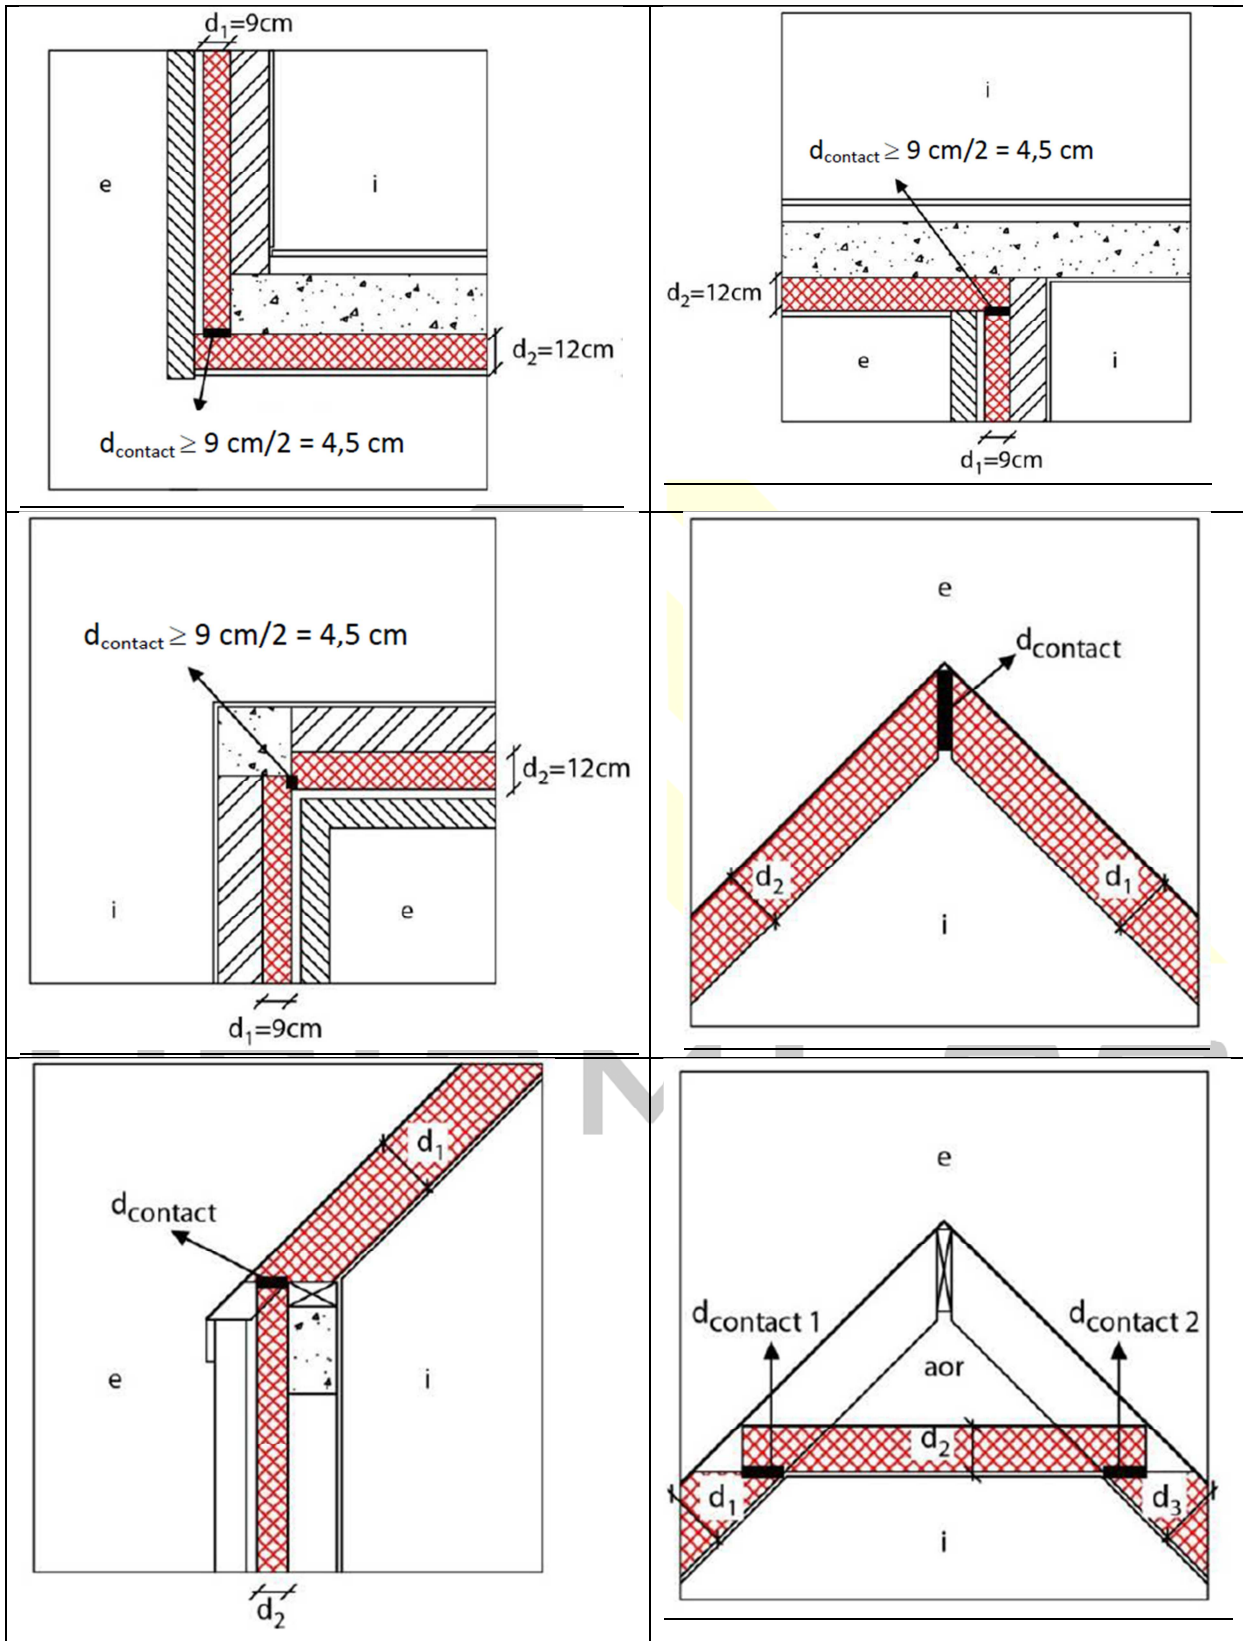 d1=9cm
e
i
d2=12cm
dcontact ≥ 9 cm/2 = 4,5 cm
i
dcontact ≥ 9 cm/2 = 4,5 cm
d2=12cm
e
i
d1=9cm
dcontact ≥ 9 cm/2 = 4,5 cm
d2=12cm
i
e
d1=9cm
e
dcontact
d2
d1
i
d1
dcontact
e
i
d2
e
dcontact 1
dcontact 2
aor
d2
d1
d3
i